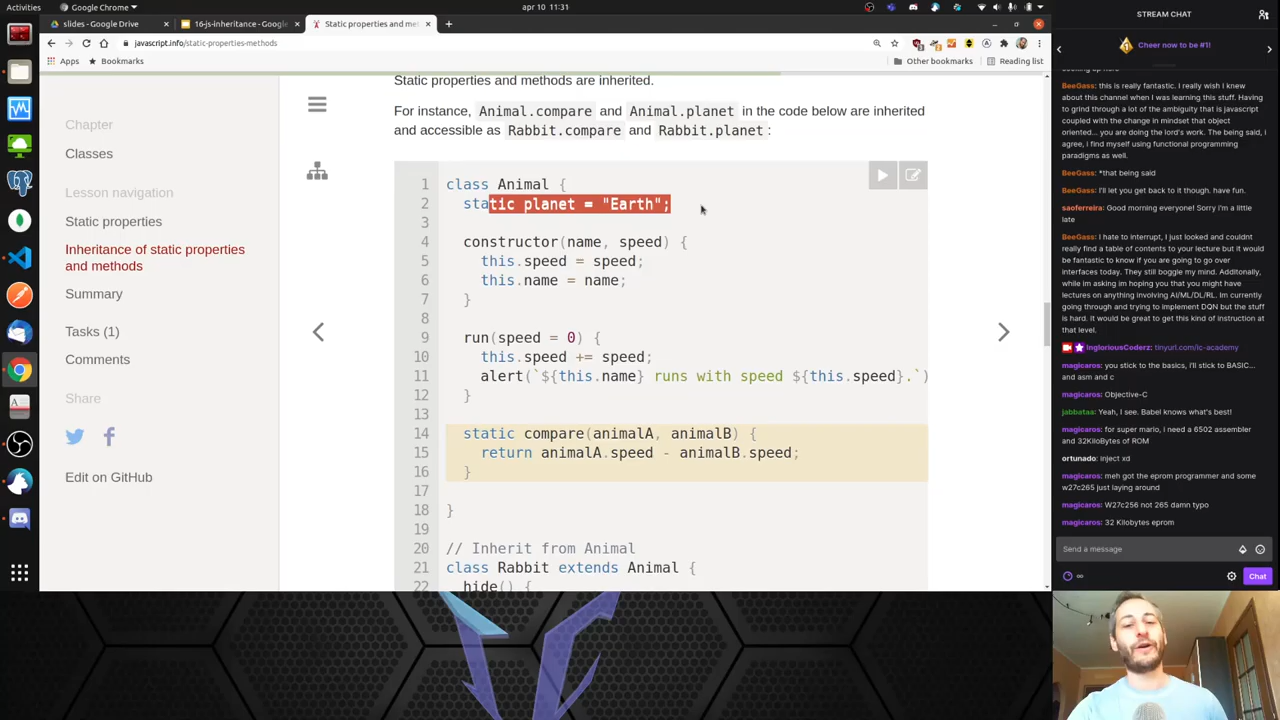 Activities
Google Chrome
apr 10 11:31
slides - Google Drive
16-js-inheritance - Google
Static properties and met
javascript.info/static-properties-methods
Apps
Bookmarks
Other bookmarks
Reading list
Chapter
Classes
Lesson navigation
Static properties
Inheritance of static properties
and methods
Summary
Tasks (1)
Comments
Share
Edit on GitHub
Static properties and methods are inherited.
For instance, Animal.compare and Animal.planet in the code below are inherited
and accessible as Rabbit.compare and Rabbit.planet:
1 class Animal {
2 static planet = "Earth";
3
4 constructor(name, speed) {
5 this.speed = speed;
6 this.name = name;
7 }
8
9 run(speed = 0) {
10 this.speed += speed;
11 alert(`${this.name} runs with speed ${this.speed}.`)
12 }
13
14 static compare(animalA, animalB) {
15 return animalA.speed - animalB.speed;
16 }
17
18 }
19
20 // Inherit from Animal
21 class Rabbit extends Animal {
22 hide() {
STREAM CHAT
Cheer now to be #1!
BeeGass: this is really fantastic. I really wish I knew
about this channel when I was learning this stuff. Having
to grind through a lot of the ambiguity that is javascript
coupled with the change in mindset that object
oriented... you are doing the lord's work. The being said, i
agree, i find myself using functional programming
paradigms as well.
BeeGass: *that being said
BeeGass: I'll let you get back to it though. have fun.
saoferreira: Good morning everyone! Sorry i'm a little
late
BeeGass: I hate to interrupt, I just looked and couldnt
really find a table of contents to your lecture but it would
be fantastic to know if you are going to go over
interfaces today. They still boggle my mind. Additonally,
while im asking im hoping you that you might have
lectures on anything involving AI/ML/DL/RL. Im currently
going through and trying to implement DQN but the stuff
is hard. it would be great to get this kind of instruction at
that level.
IngloriousCoderz: tinyurl.com/ic-academy
magicaros: you stick to the basics, i'll stick to BASIC...
and asm and c
magicaros: Objective-C
jabbataa: Yeah, I see. Babel knows what's best!
magicaros: for super mario, i need a 6502 assembler
and 32KiloBytes of ROM
ortunado: inject xd
magicaros: meh got the eprom programmer and some
w27c265 just laying around
magicaros: W27c256 not 265 damn typo
magicaros: 32 Kilobytes eprom
Send a message
Chat